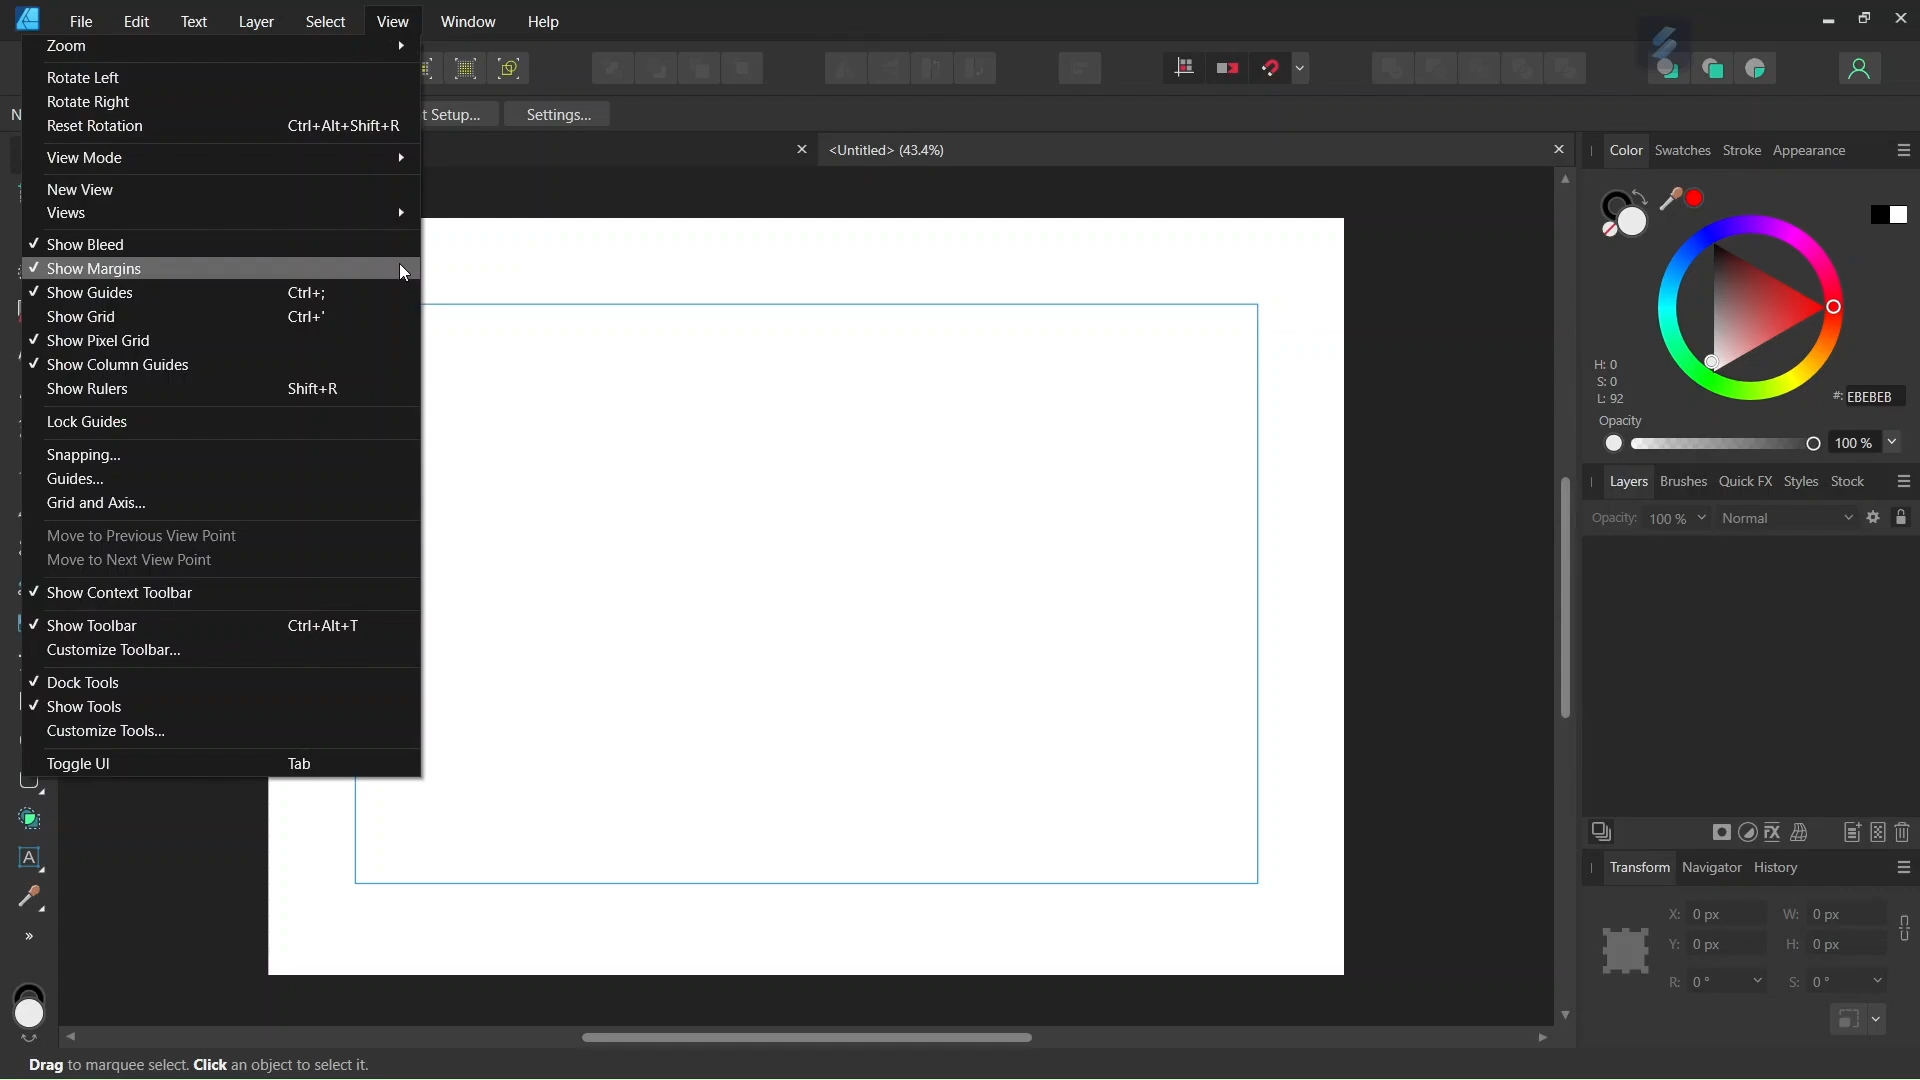 File Edit Text Layer Select View Window Help
Zoom
Rotate Left
Rotate Right
Reset Rotation Ctrl+Alt+Shift+R
View Mode
New View
Views
Show Bleed
Show Margins
Show Guides Ctrl+;
Show Grid Ctrl+'
Show Pixel Grid
Show Column Guides
Show Rulers Shift+R
Lock Guides
Snapping...
Guides...
Grid and Axis...
Move to Previous View Point
Move to Next View Point
Show Context Toolbar
Show Toolbar Ctrl+Alt+T
Customize Toolbar...
Dock Tools
Show Tools
Customize Tools...
Toggle UI Tab
N t Setup... Settings...
<Untitled> (43.4%)
Color Swatches Stroke Appearance
H: 0
S: 0
L: 92
#: EBEBEB
Opacity
100 %
Layers Brushes Quick FX Styles Stock
Opacity: 100 % Normal
Transform Navigator History
X: 0 px W: 0 px
Y: 0 px H: 0 px
R: 0 ° S: 0 °
Drag to marquee select. Click an object to select it.